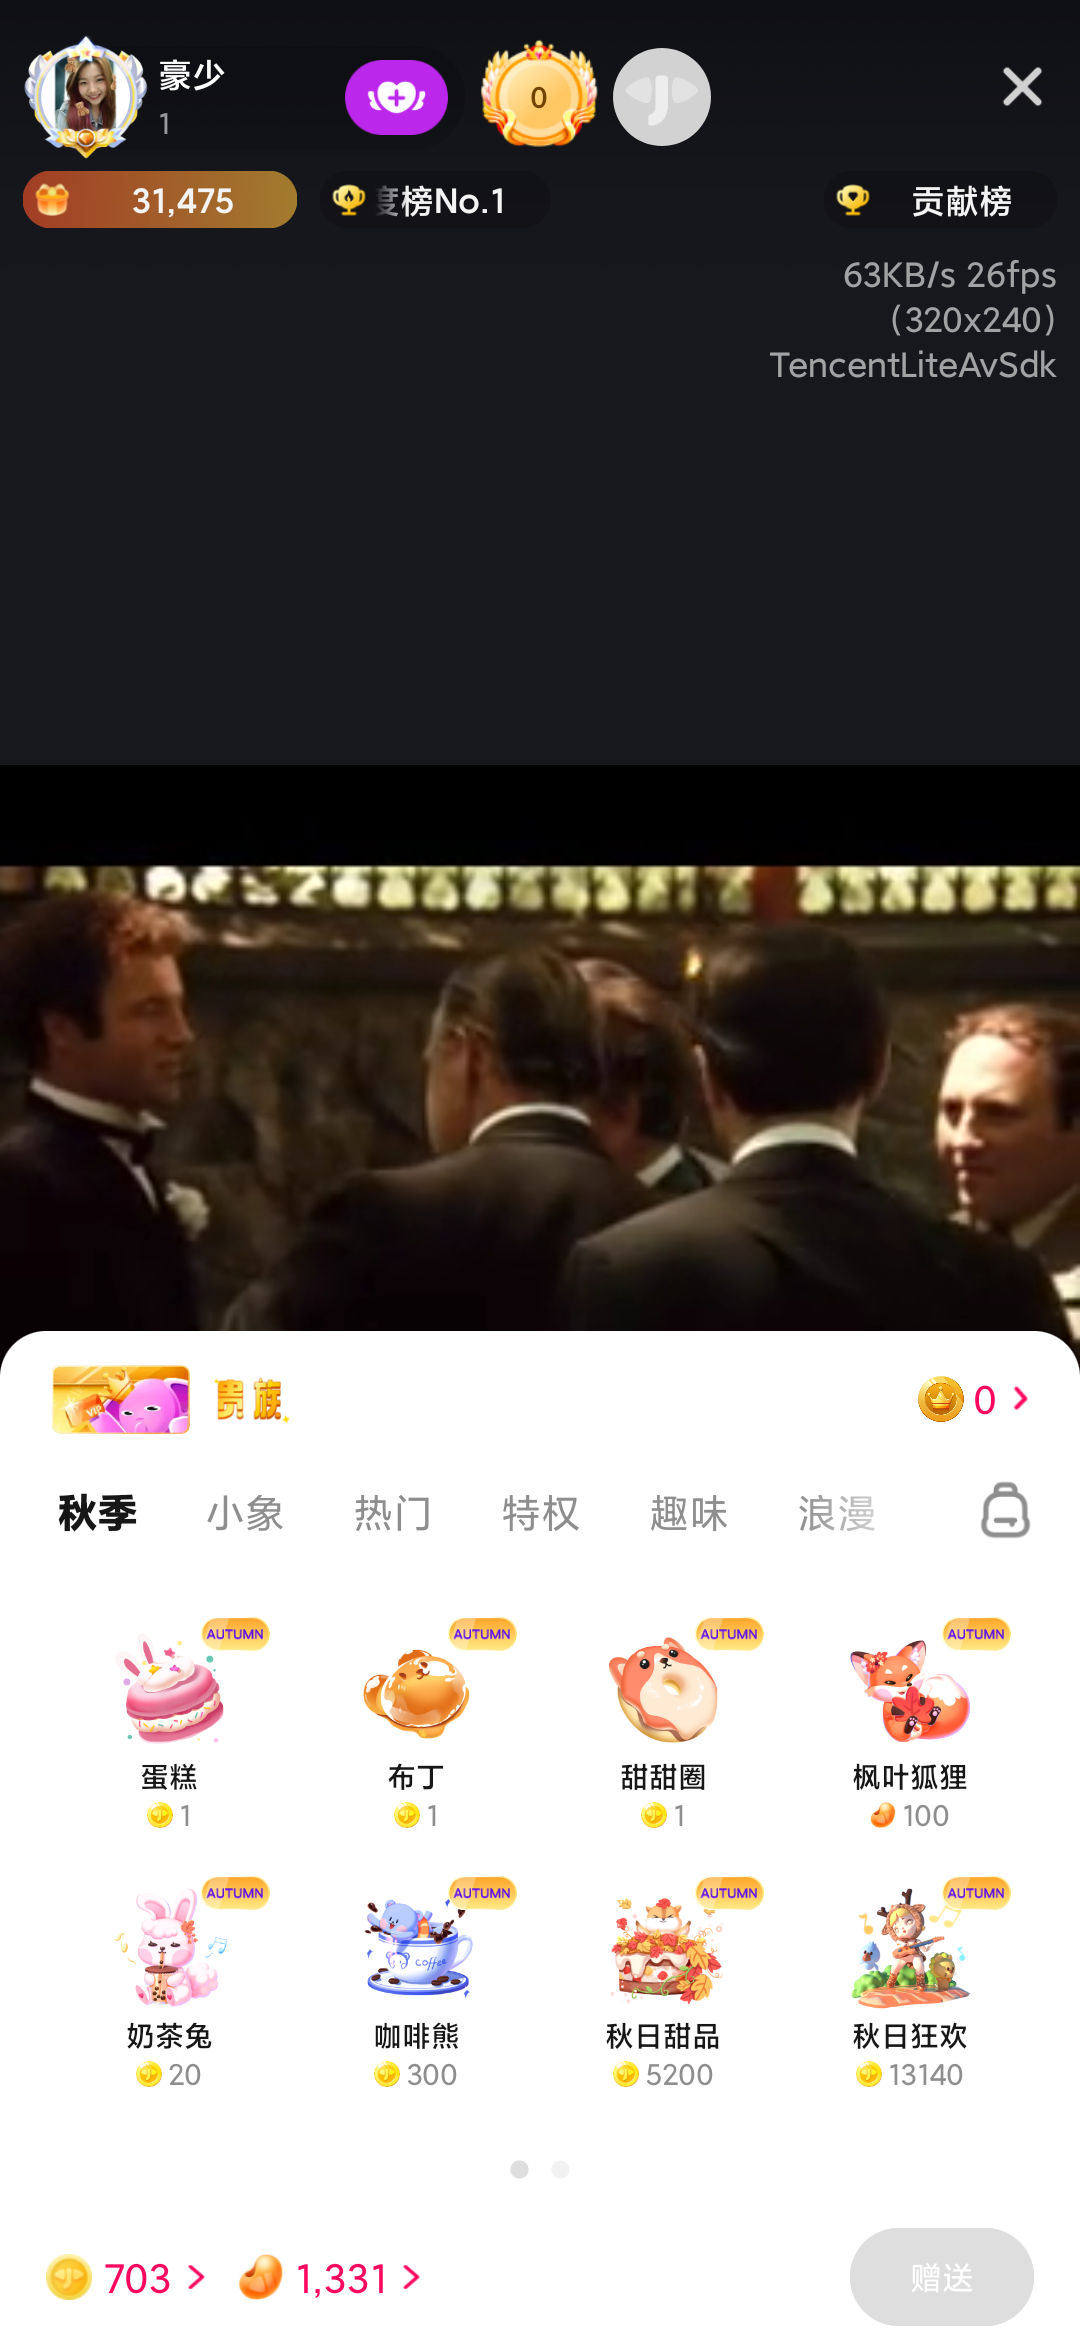 豪少
1
0
31,475
度榜No.1
贡献榜
63KB/s 26fps
(320x240)
TencentLiteAvSdk
VIP
贵族
0
秋季
小象
热门
特权
趣味
浪漫
AUTUMN
AUTUMN
AUTUMN
AUTUMN
蛋糕
布丁
甜甜圈
枫叶狐狸
1
1
1
100
AUTUMN
AUTUMN
AUTUMN
AUTUMN
coffee
奶茶兔
咖啡熊
秋日甜品
秋日狂欢
20
300
5200
13140
703
1,331
赠送